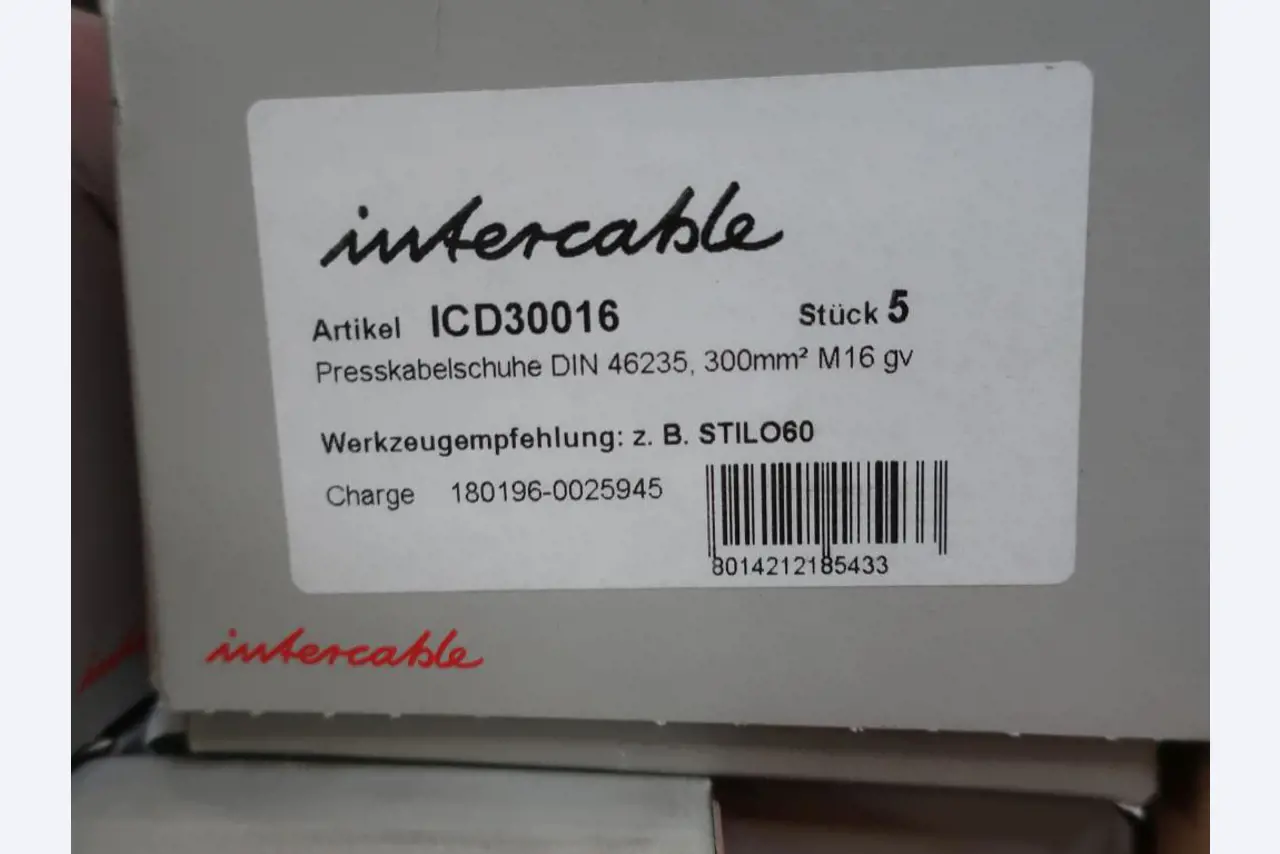 intercable
Artikel ICD30016 Stück 5
Presskabelschuhe DIN 46235, 300mm² M16 gv
Werkzeugempfehlung: z. B. STILO60
Charge 180196-0025945
8014212185433
intercable